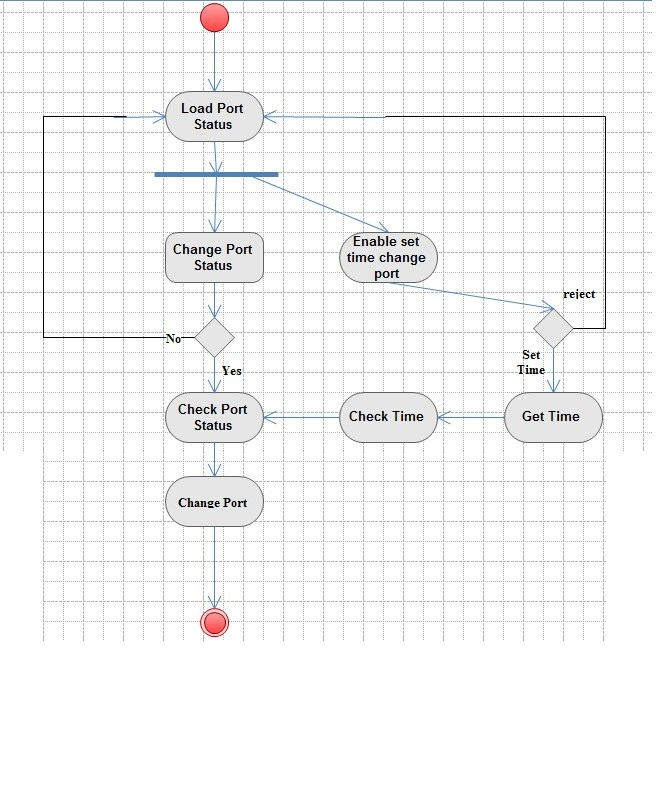 Load Port
Status
Change Port
Status
Enable set
time change
port
reject
No
Set
Time
Yes
Check Port
Status
Check Time
Get Time
Change Port